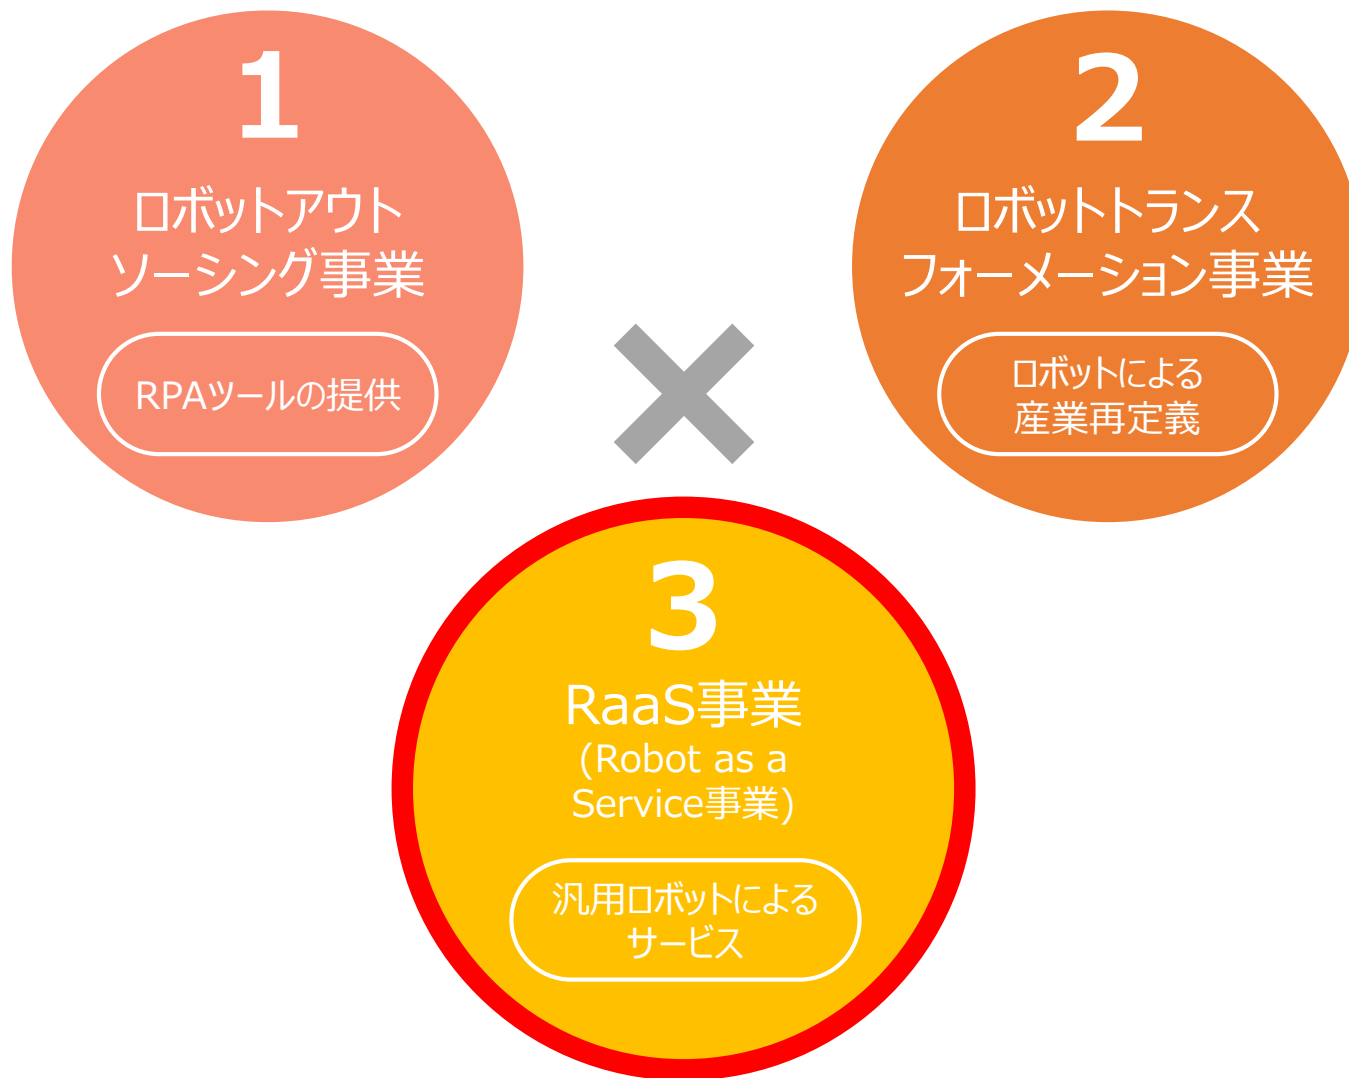 1
ロボットアウト
ソーシング事業
RPAツールの提供
2
ロボットトランス
フォーメーション事業
ロボットによる
産業再定義
3
RaaS事業
(Robot as a
Service事業)
汎用ロボットによる
サービス